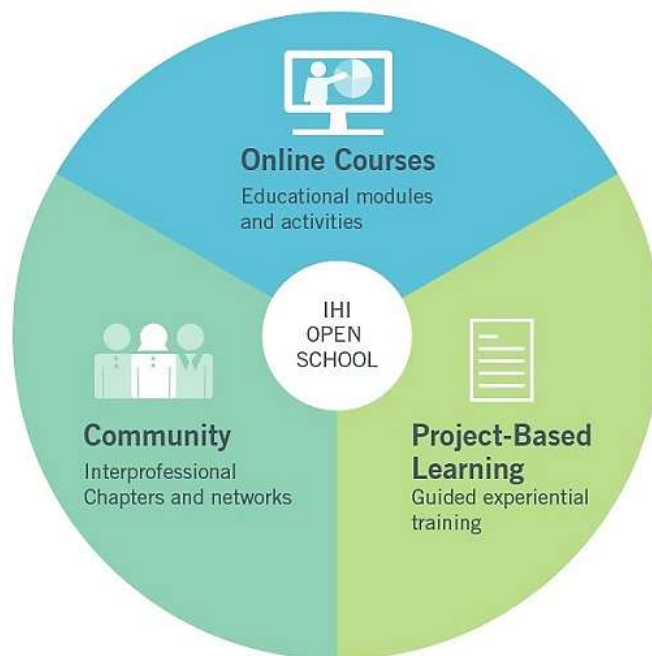 Online Courses
Educational modules
and activities
IHI
OPEN
SCHOOL
Community
Interprofessional
Chapters and networks
Project-Based
Learning
Guided experiential
training